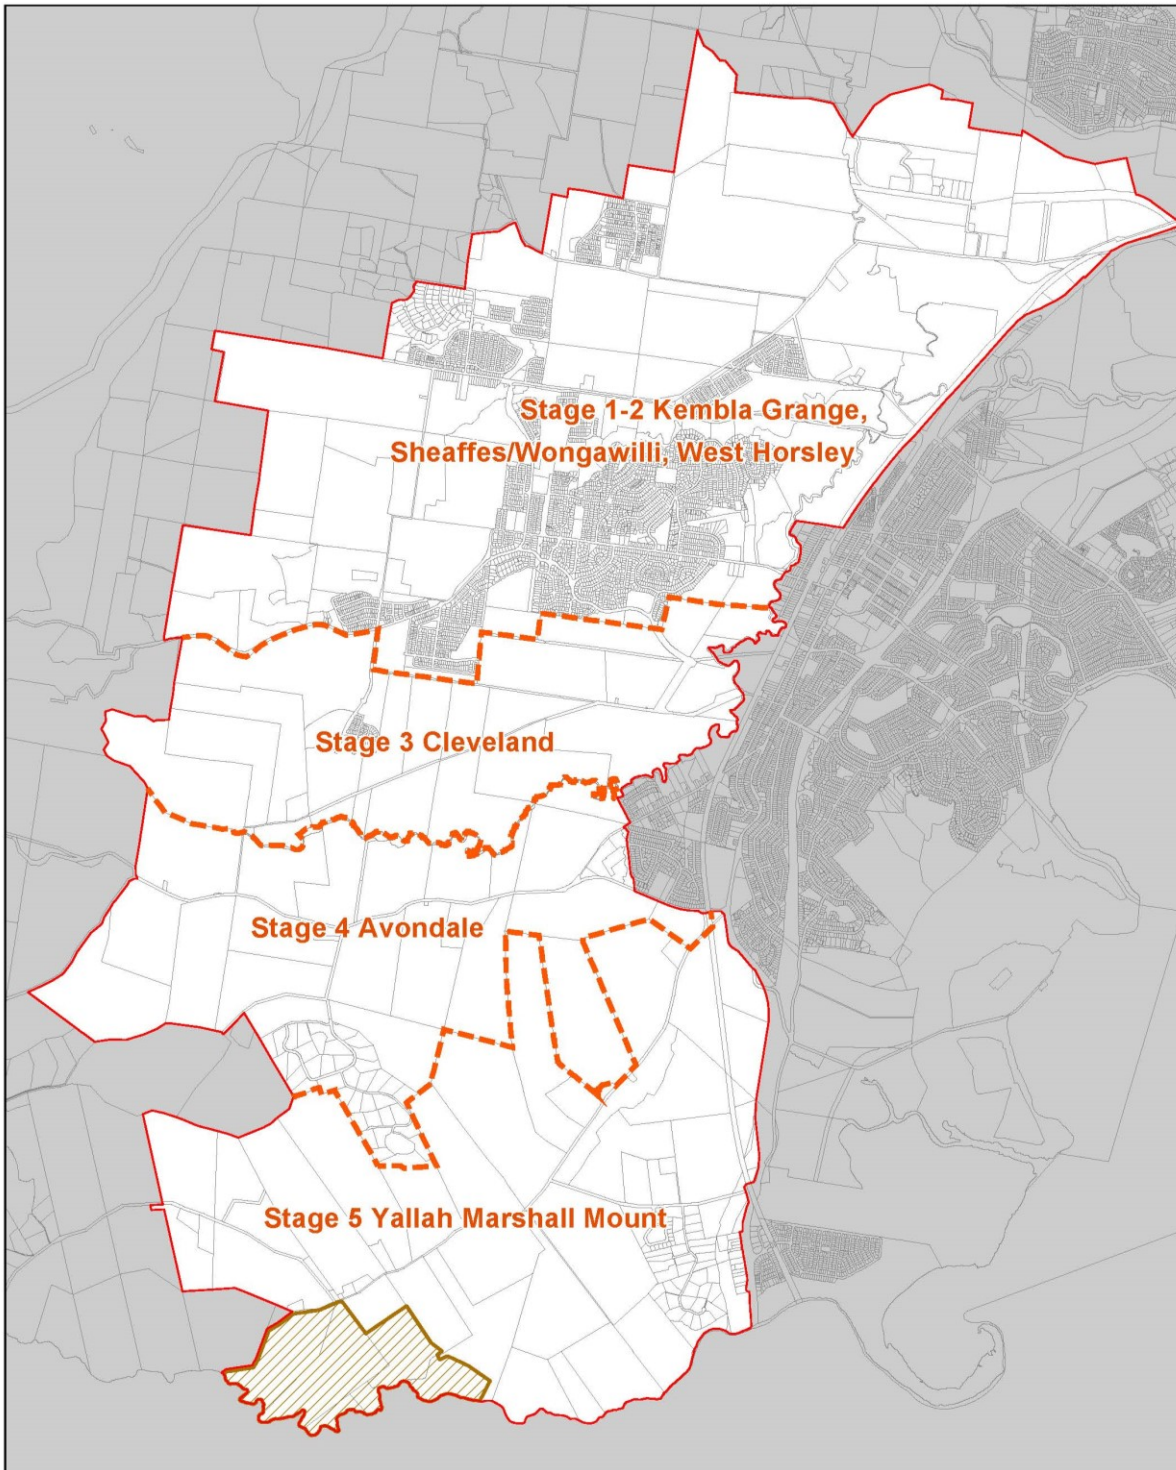 Stage 1-2 Kembla Grange,
Sheaffes/Wongawilli, West Horsley
Stage 3 Cleveland
Stage 4 Avondale
Stage 5 Yallah Marshall Mount